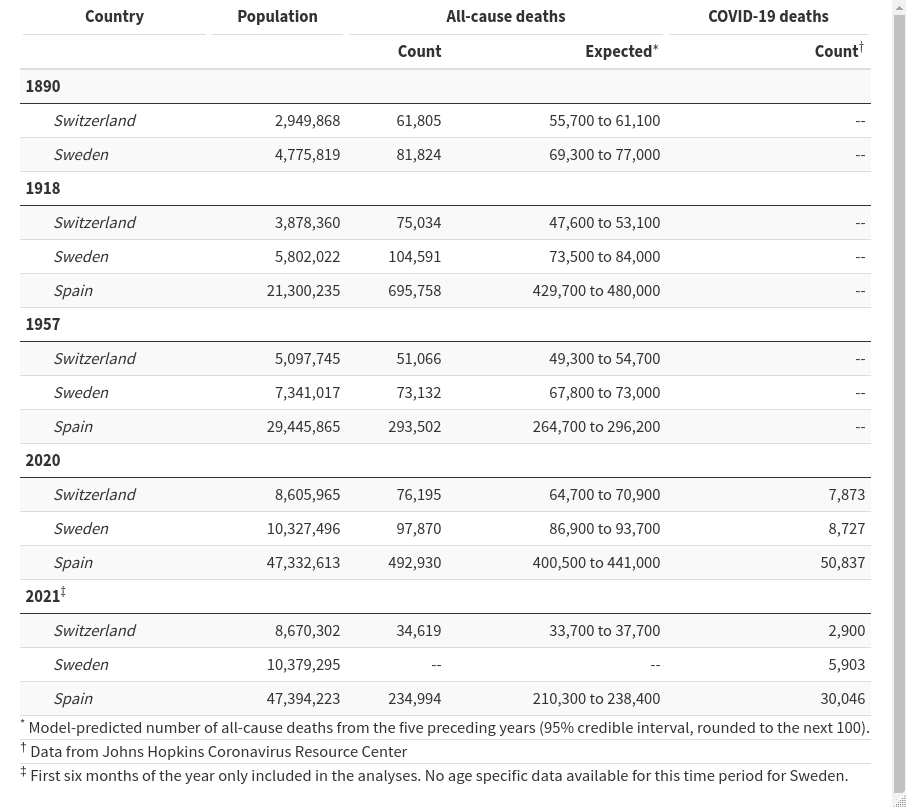 Country Population All-cause deaths COVID-19 deaths
Count Expected* Count†
1890
Switzerland 2,949,868 61,805 55,700 to 61,100 --
Sweden 4,775,819 81,824 69,300 to 77,000 --
1918
Switzerland 3,878,360 75,034 47,600 to 53,100 --
Sweden 5,802,022 104,591 73,500 to 84,000 --
Spain 21,300,235 695,758 429,700 to 480,000 --
1957
Switzerland 5,097,745 51,066 49,300 to 54,700 --
Sweden 7,341,017 73,132 67,800 to 73,000 --
Spain 29,445,865 293,502 264,700 to 296,200 --
2020
Switzerland 8,605,965 76,195 64,700 to 70,900 7,873
Sweden 10,327,496 97,870 86,900 to 93,700 8,727
Spain 47,332,613 492,930 400,500 to 441,000 50,837
2021‡
Switzerland 8,670,302 34,619 33,700 to 37,700 2,900
Sweden 10,379,295 -- -- 5,903
Spain 47,394,223 234,994 210,300 to 238,400 30,046
* Model-predicted number of all-cause deaths from the five preceding years (95% credible interval, rounded to the next 100).
† Data from Johns Hopkins Coronavirus Resource Center
‡ First six months of the year only included in the analyses. No age specific data available for this time period for Sweden.